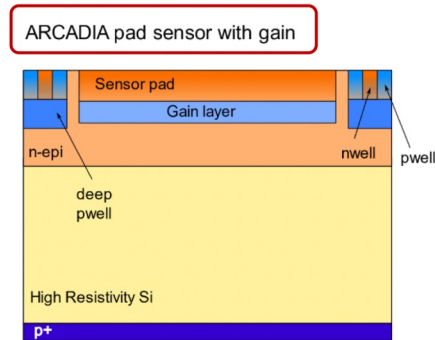 ARCADIA pad sensor with gain
Sensor pad
Gain layer
n-epi
nwell
pwell
deep
pwell
High Resistivity Si
p+